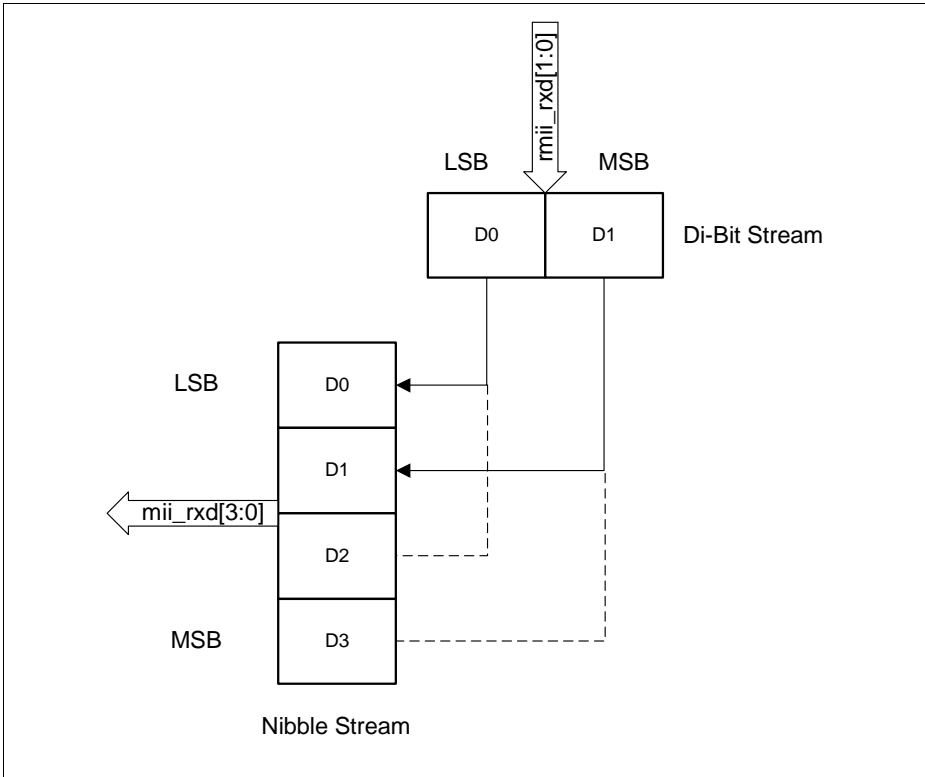 rmii_rxd[1:0]
LSB
MSB
D0
D1
Di-Bit Stream
LSB
D0
D1
mii_rxd[3:0]
D2
MSB
D3
Nibble Stream